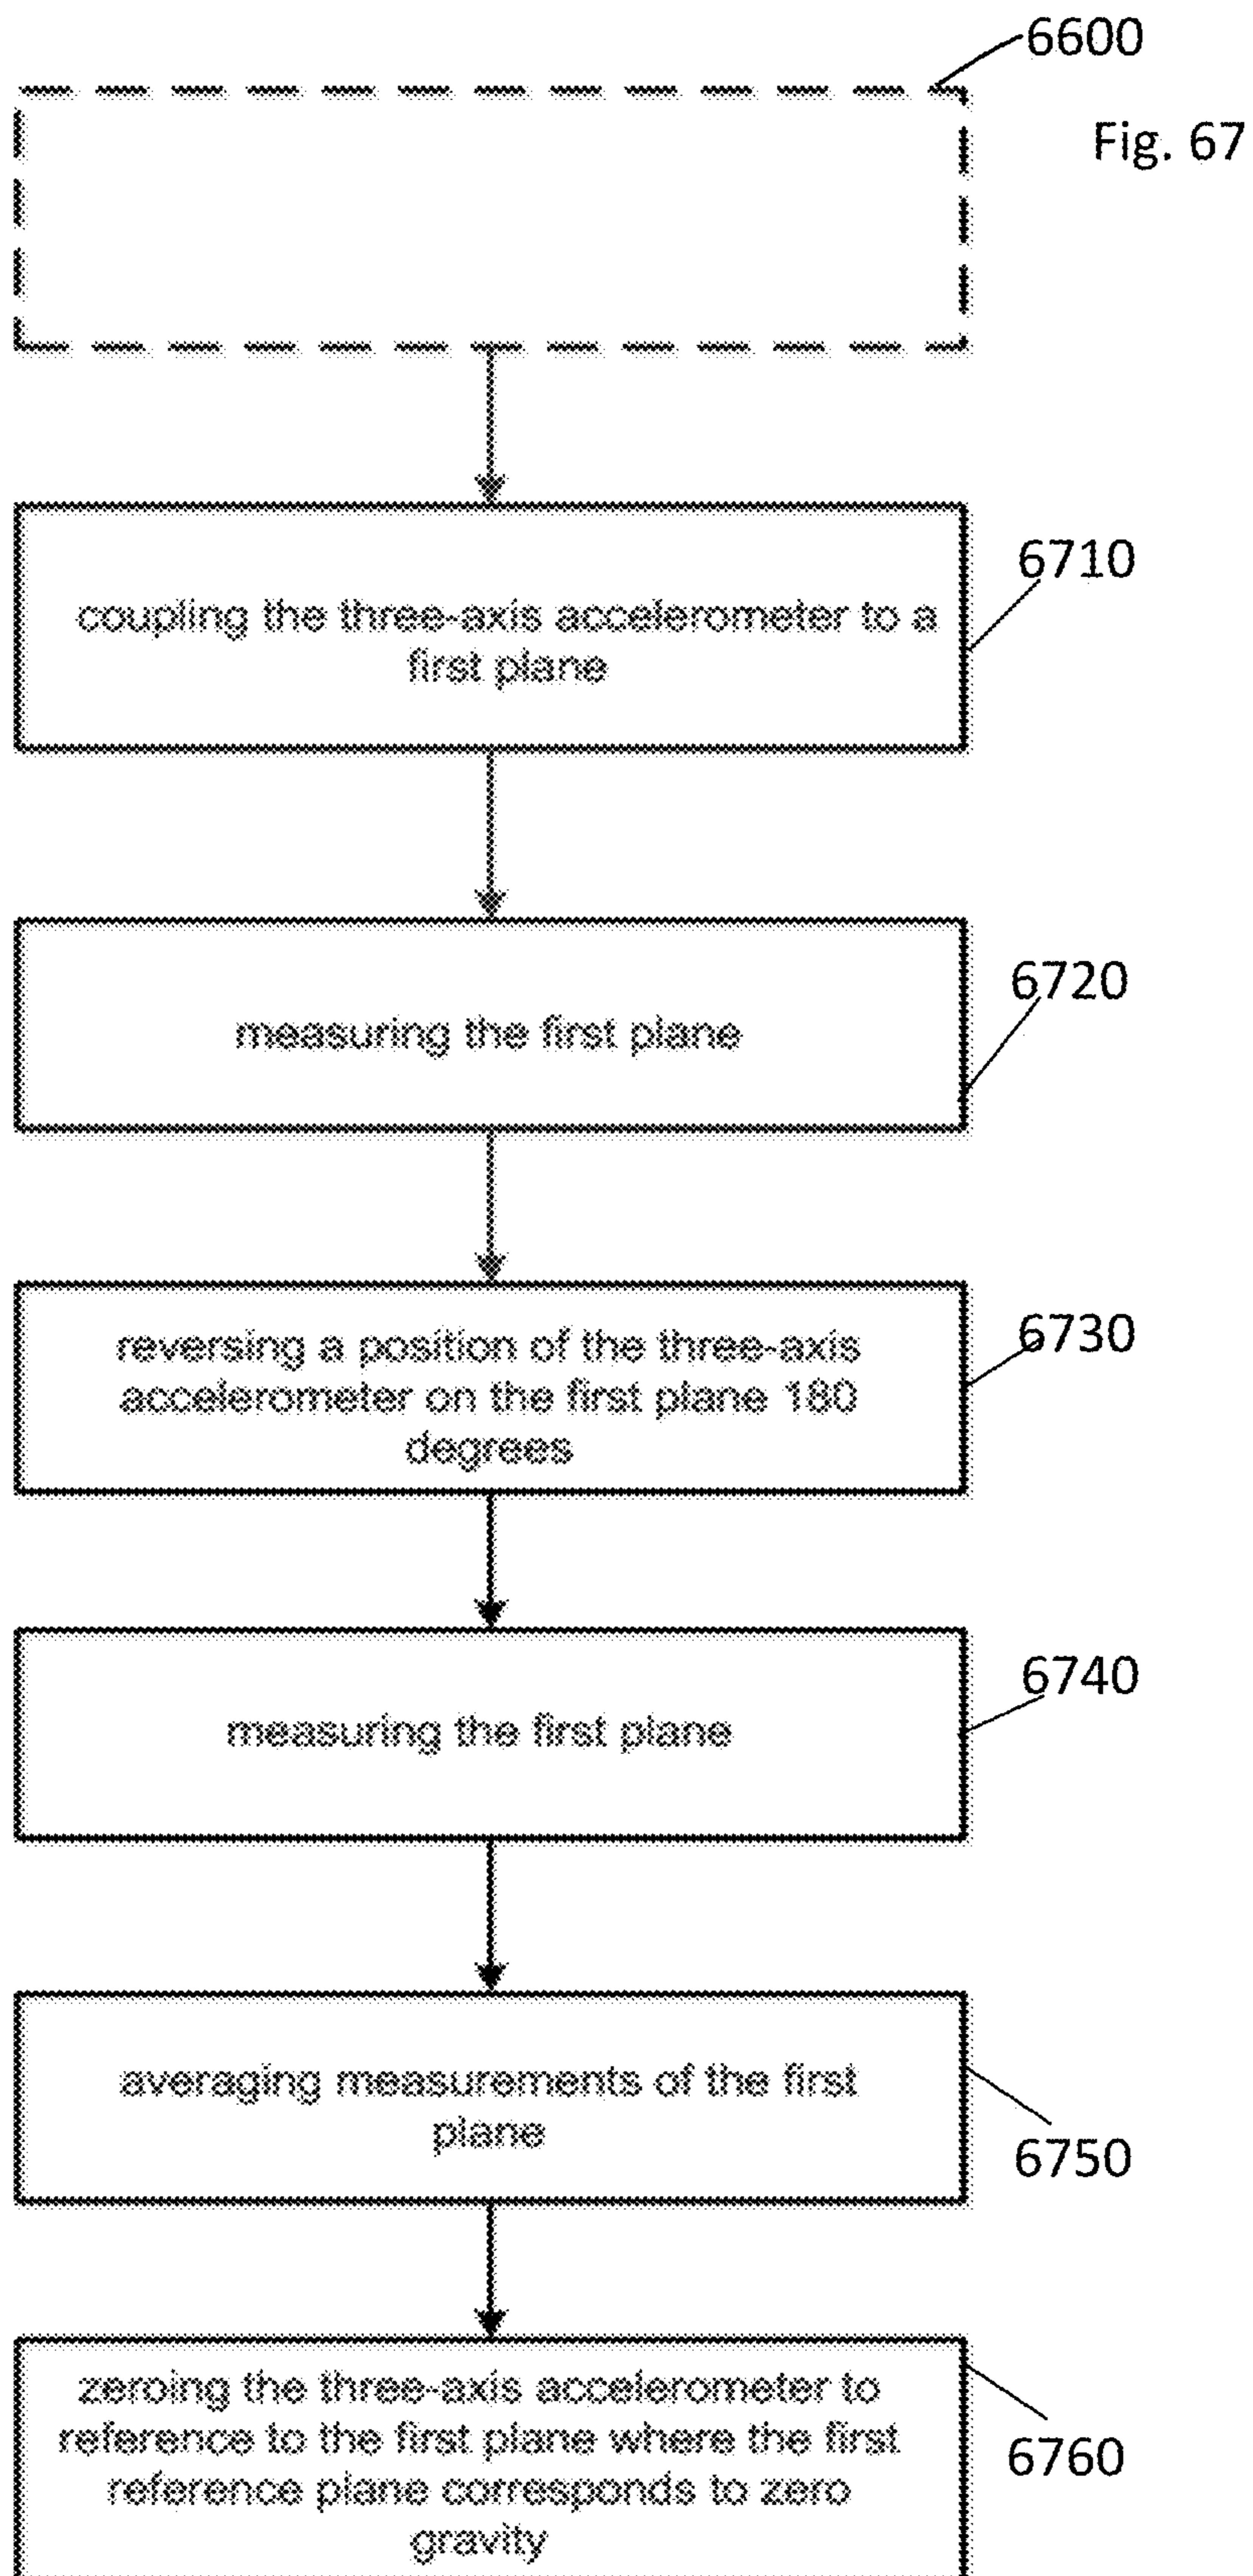 6600
Fig. 67
6710
coupling the three-axis accelerometer to a
first plane
6720
measuring the first plane
6730
reversing a position of the three-axis
accelerometer on the first plane 180
degrees
6740
measuring the first plane
averaging measurements of the first
plane
6750
zeroing the three-axis accelerometer to
reference to the first plane where the first
reference plane corresponds to zero
gravity
6760